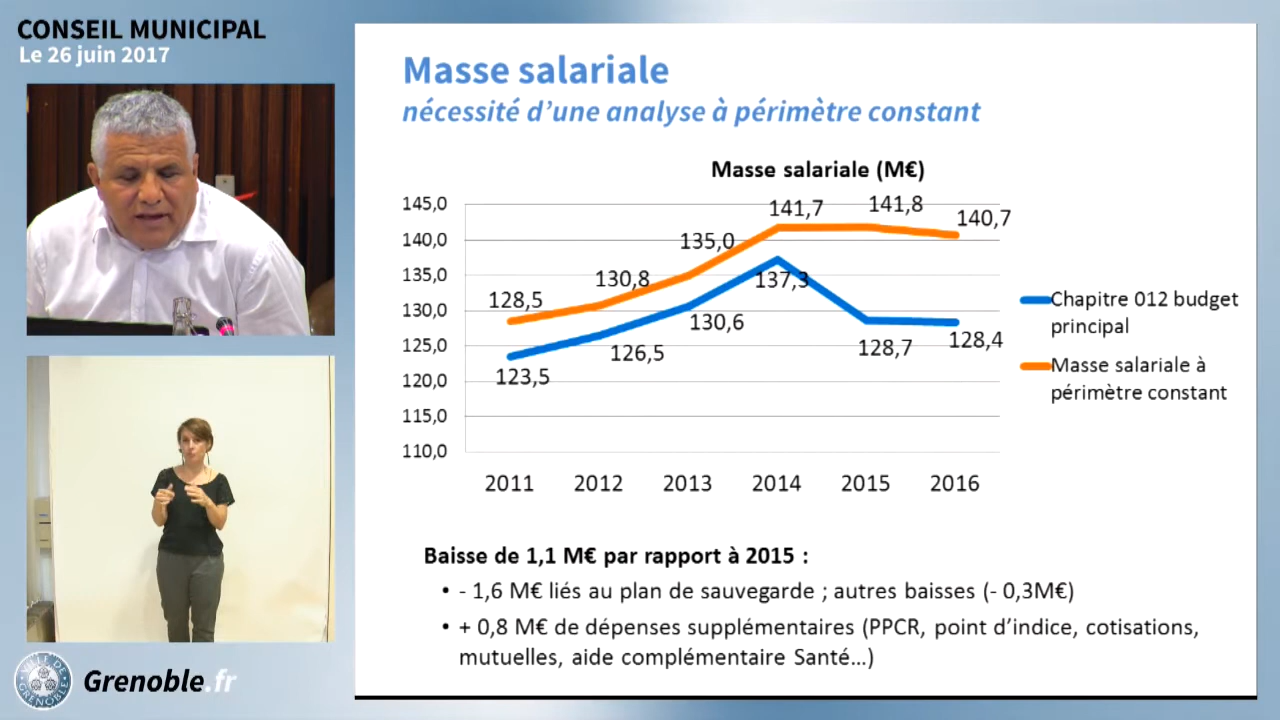 CONSEIL MUNICIPAL
Le 26 juin 2017
Masse salariale
nécessité d'une analyse à périmètre constant
Masse salariale (M€)
145,0
140,0
135,0
130,0
125,0
120,0
115,0
110,0
128,5
130,8
135,0
141,7
141,8
140,7
123,5
126,5
130,6
137,3
128,7
128,4
2011 2012 2013 2014 2015 2016
Chapitre 012 budget
principal
Masse salariale à
périmètre constant
Baisse de 1,1 M€ par rapport à 2015 :
• - 1,6 M€ liés au plan de sauvegarde ; autres baisses (- 0,3M€)
• + 0,8 M€ de dépenses supplémentaires (PPCR, point d'indice, cotisations,
mutuelles, aide complémentaire Santé…)
VILLE DE
GRENOBLE
Grenoble.fr